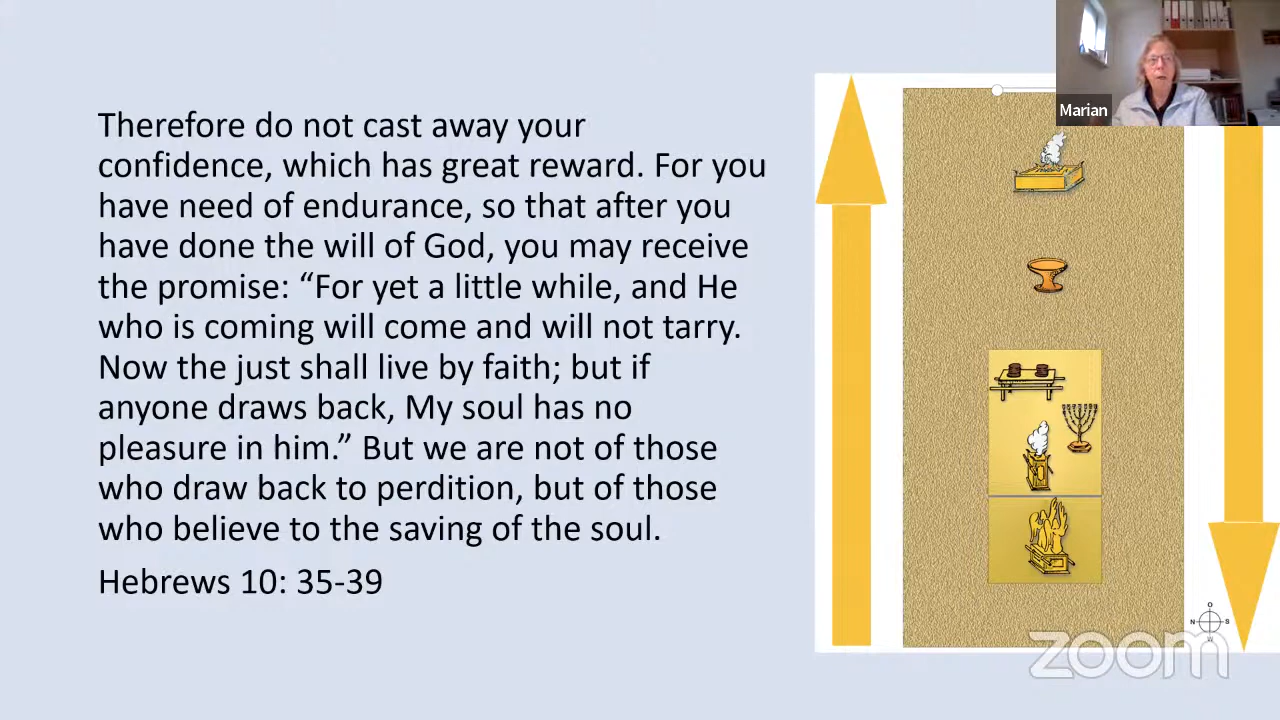 Therefore do not cast away your
confidence, which has great reward. For you
have need of endurance, so that after you
have done the will of God, you may receive
the promise: “For yet a little while, and He
who is coming will come and will not tarry.
Now the just shall live by faith; but if
anyone draws back, My soul has no
pleasure in him.” But we are not of those
who draw back to perdition, but of those
who believe to the saving of the soul.
Hebrews 10: 35-39
Marian
O
N S
W
zoom